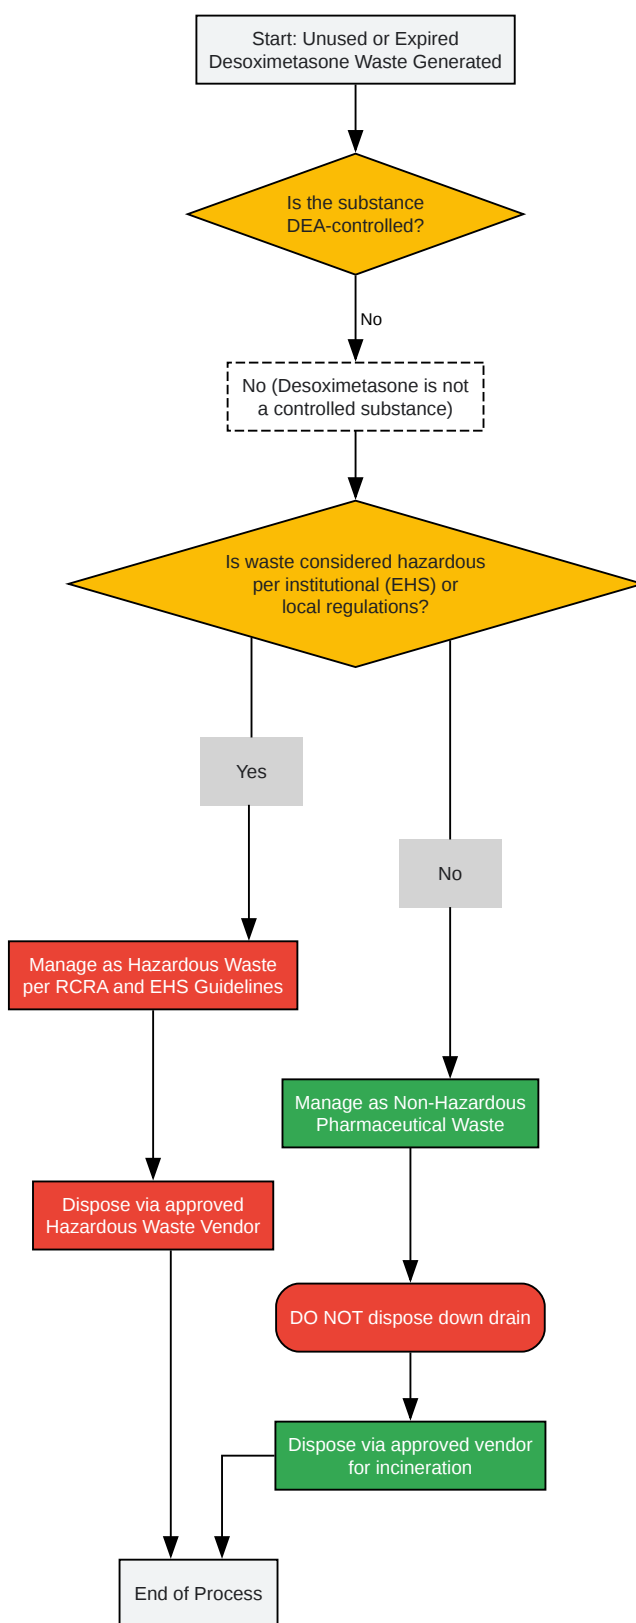 Start: Unused or Expired
Desoximetasone Waste Generated
Is the substance
DEA-controlled?
No
No (Desoximetasone is not
a controlled substance)
Is waste considered hazardous
per institutional (EHS) or
local regulations?
Yes
No
Manage as Hazardous Waste
per RCRA and EHS Guidelines
Manage as Non-Hazardous
Pharmaceutical Waste
Dispose via approved
Hazardous Waste Vendor
DO NOT dispose down drain
Dispose via approved vendor
for incineration
End of Process